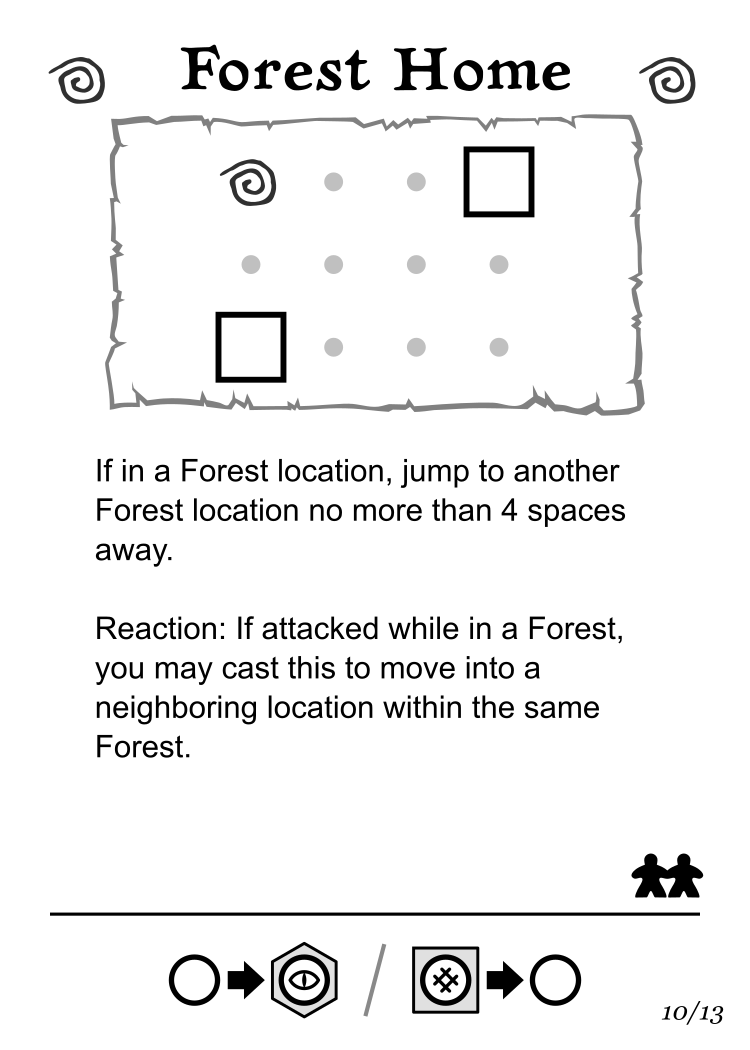 Forest Home
If in a Forest location, jump to another
Forest location no more than 4 spaces
away.
Reaction: If attacked while in a Forest,
you may cast this to move into a
neighboring location within the same
Forest.
10/13